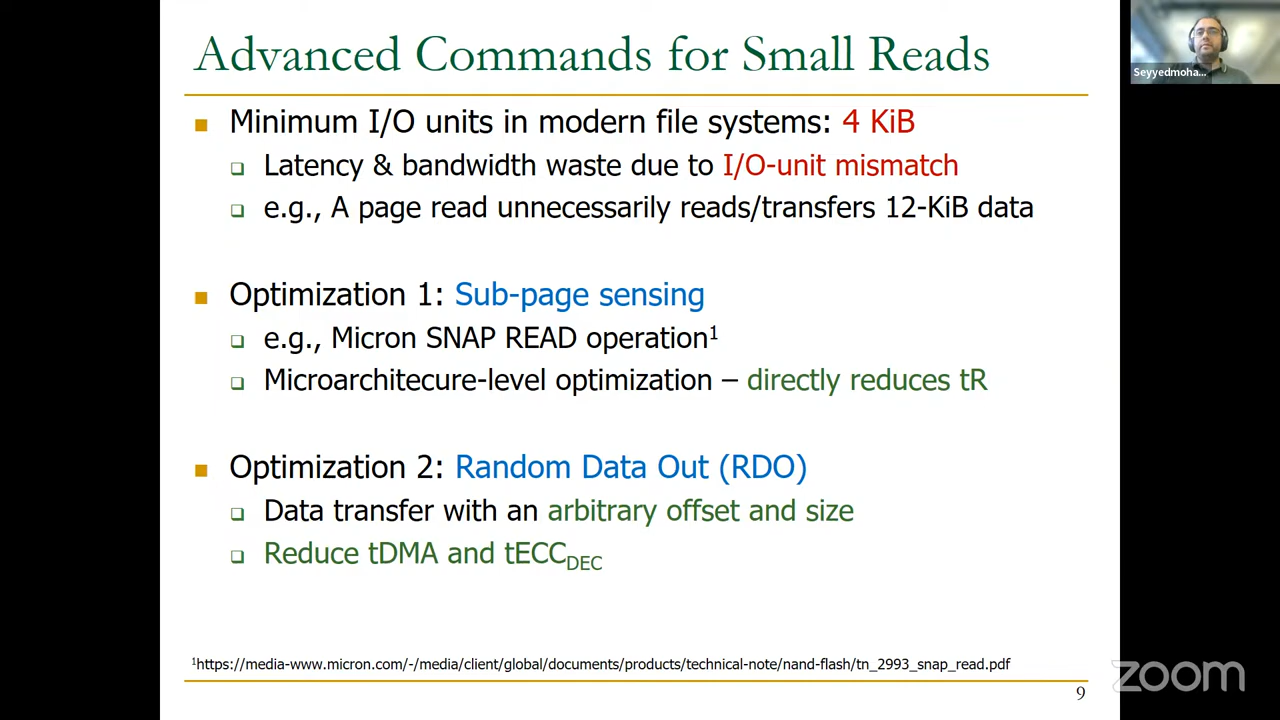 Advanced Commands for Small Reads
Seyyedmoha...
Minimum I/O units in modern file systems: 4 KiB
Latency & bandwidth waste due to I/O-unit mismatch
e.g., A page read unnecessarily reads/transfers 12-KiB data
Optimization 1: Sub-page sensing
e.g., Micron SNAP READ operation¹
Microarchitecure-level optimization – directly reduces tR
Optimization 2: Random Data Out (RDO)
Data transfer with an arbitrary offset and size
Reduce tDMA and tECC_DEC
¹https://media-www.micron.com/-/media/client/global/documents/products/technical-note/nand-flash/tn_2993_snap_read.pdf
9
zoom